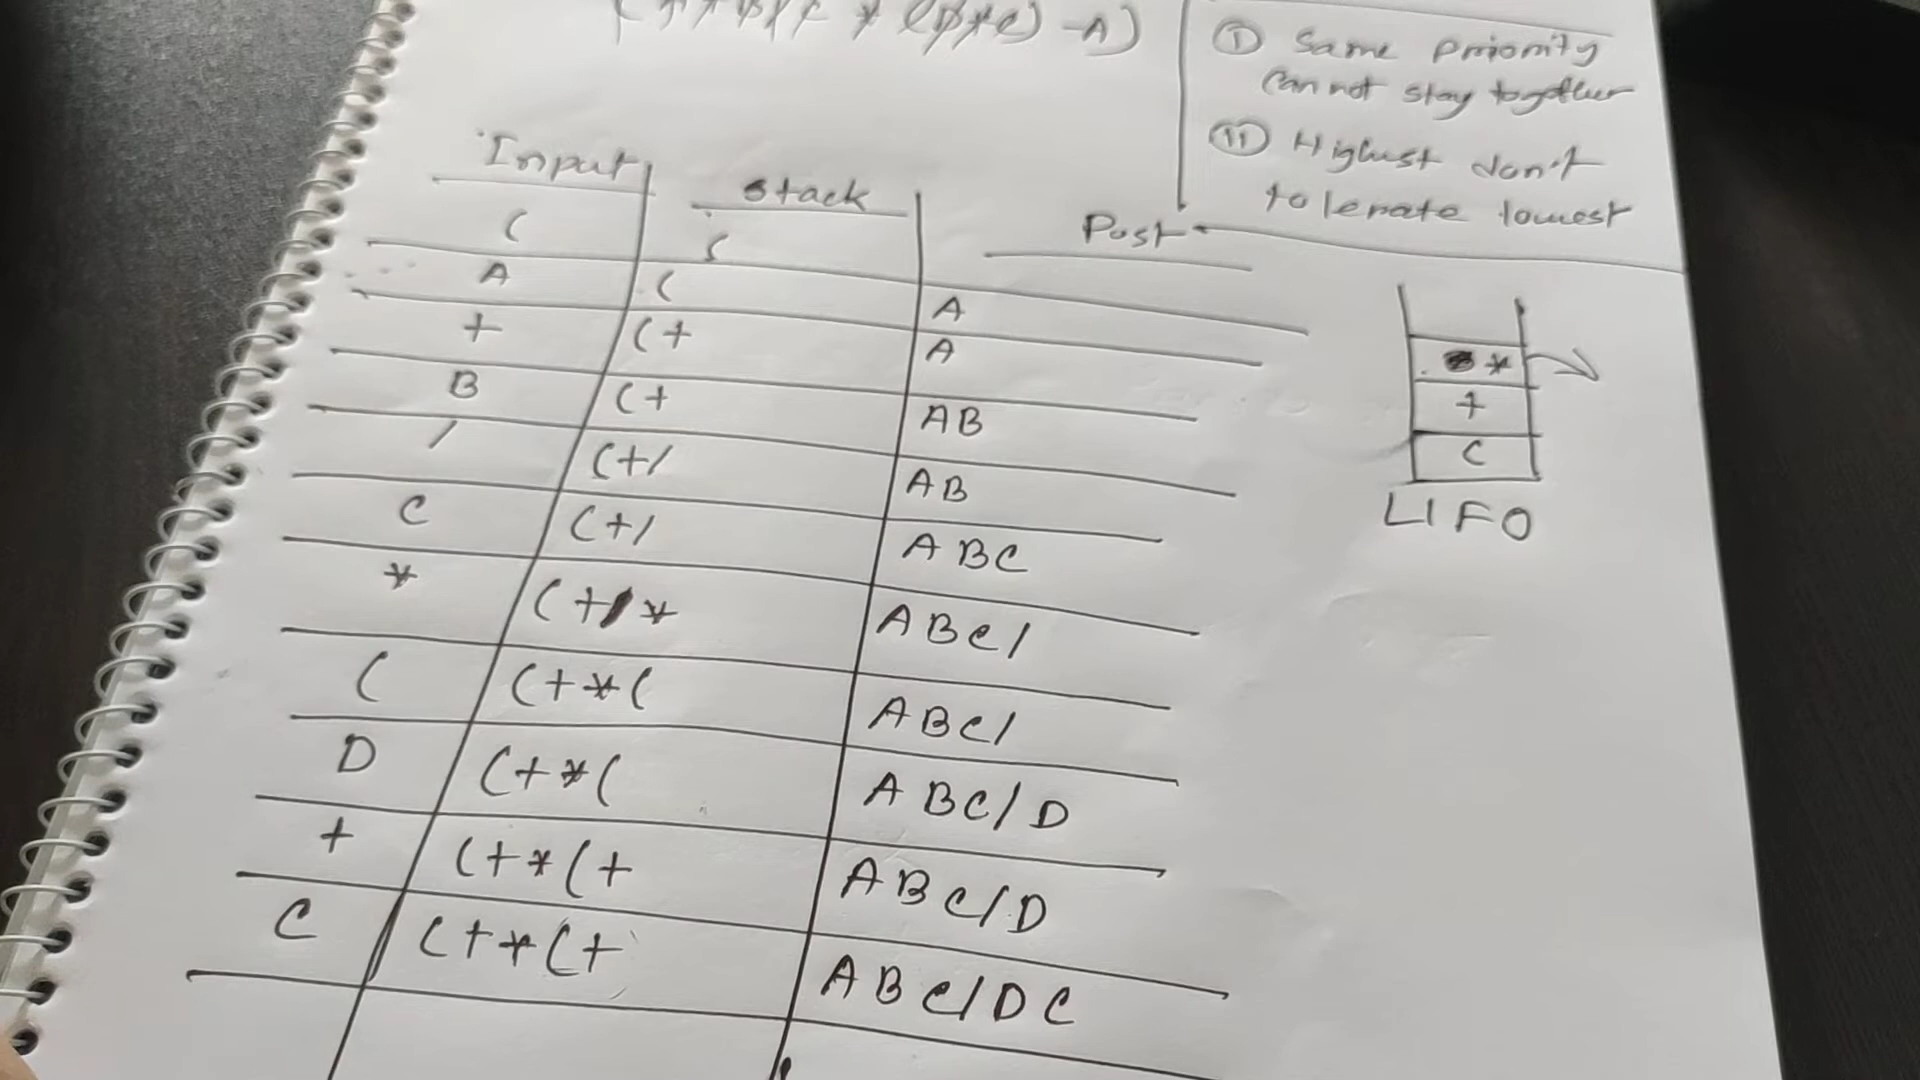 (A+B/C*(D+C)-A)
① Same priority
Can not stay together
⑪ Highest don't
tolerate lowest
Input stack Post
( (
A ( A
+ (+ A
B (+ AB
/ (+/ AB
C (+/ ABC
* (+/* ABC/
( (+*( ABC/
D (+*( ABC/D
+ (+*(+ ABC/D
C (+*(+ ABC/DC
*
+
(
LIFO